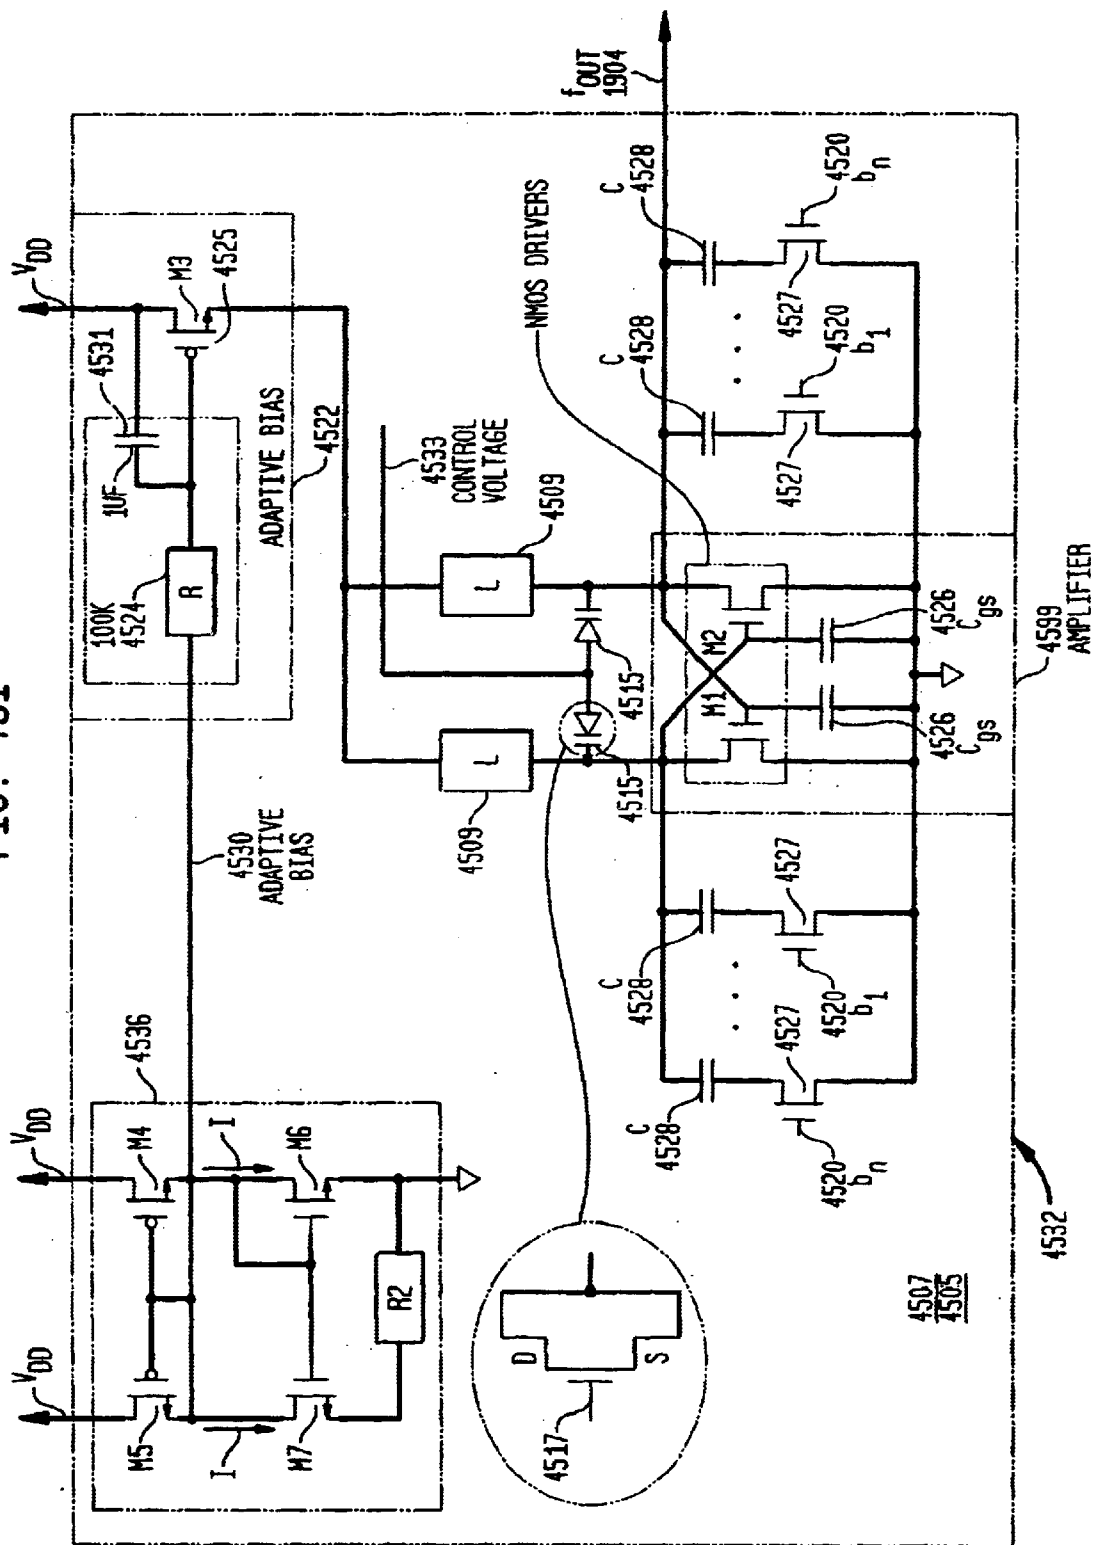 V_DD
V_DD
V_DD
4536
M5
M4
I
I
M7
M6
R2
4530
ADAPTIVE
BIAS
100K
4524
R
1UF
4531
M3
4525
ADAPTIVE BIAS
4522
4533
CONTROL
VOLTAGE
4509
L
L
4509
4515
4515
D
S
4517
NMOS DRIVERS
f_OUT
1904
C
4528
C
4528
C
4528
C
4528
4527
4527
4527
4527
4520
b_n
4520
b_1
4520
b_1
4520
b_n
M1
M2
4526
C_gs
4526
C_gs
4599
AMPLIFIER
4507
4505
4532